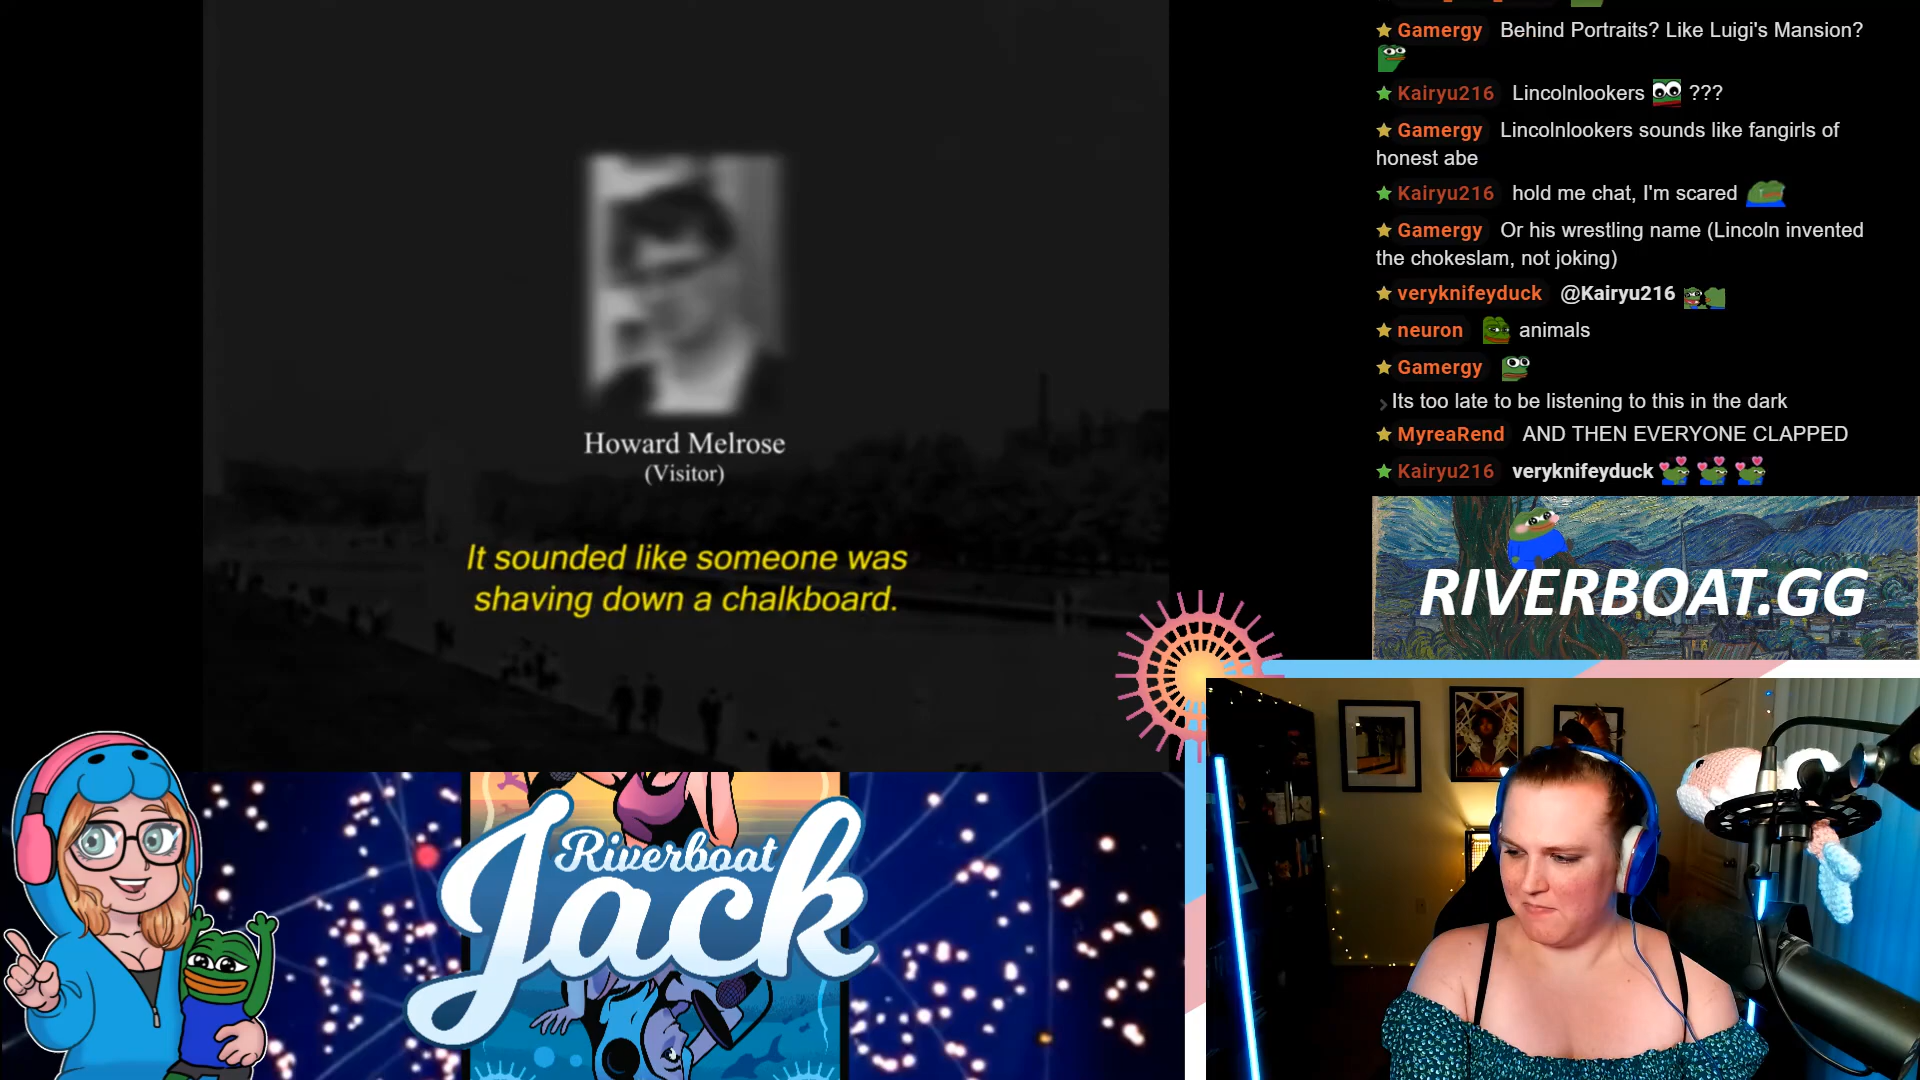 Gamergy Behind Portraits? Like Luigi's Mansion?
Kairyu216 Lincolnlookers ???
Gamergy Lincolnlookers sounds like fangirls of
honest abe
Kairyu216 hold me chat, I'm scared
Gamergy Or his wrestling name (Lincoln invented
the chokeslam, not joking)
veryknifeyduck @Kairyu216
neuron animals
Gamergy
Its too late to be listening to this in the dark
MyreaRend AND THEN EVERYONE CLAPPED
Kairyu216 veryknifeyduck
Howard Melrose
(Visitor)
It sounded like someone was
shaving down a chalkboard.
RIVERBOAT.GG
Riverboat
Jack